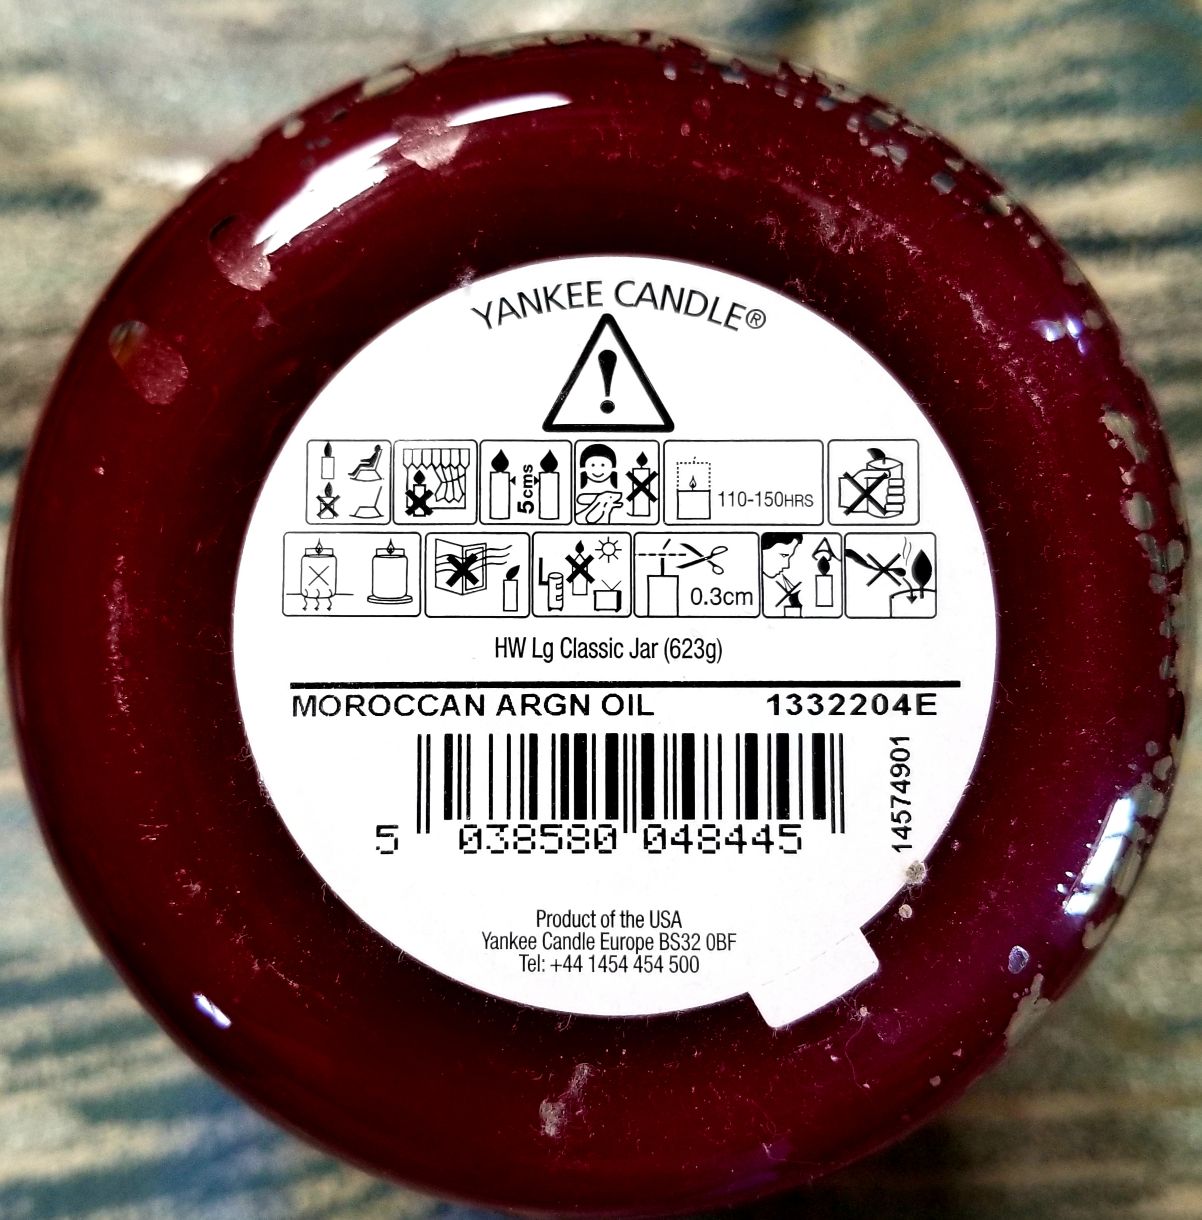 YANKEE CANDLE®
!
5cms
110-150HRS
0.3cm
HW Lg Classic Jar (623g)
MOROCCAN ARGN OIL 1332204E
14574901
5 038580 048445
Product of the USA
Yankee Candle Europe BS32 0BF
Tel: +44 1454 454 500